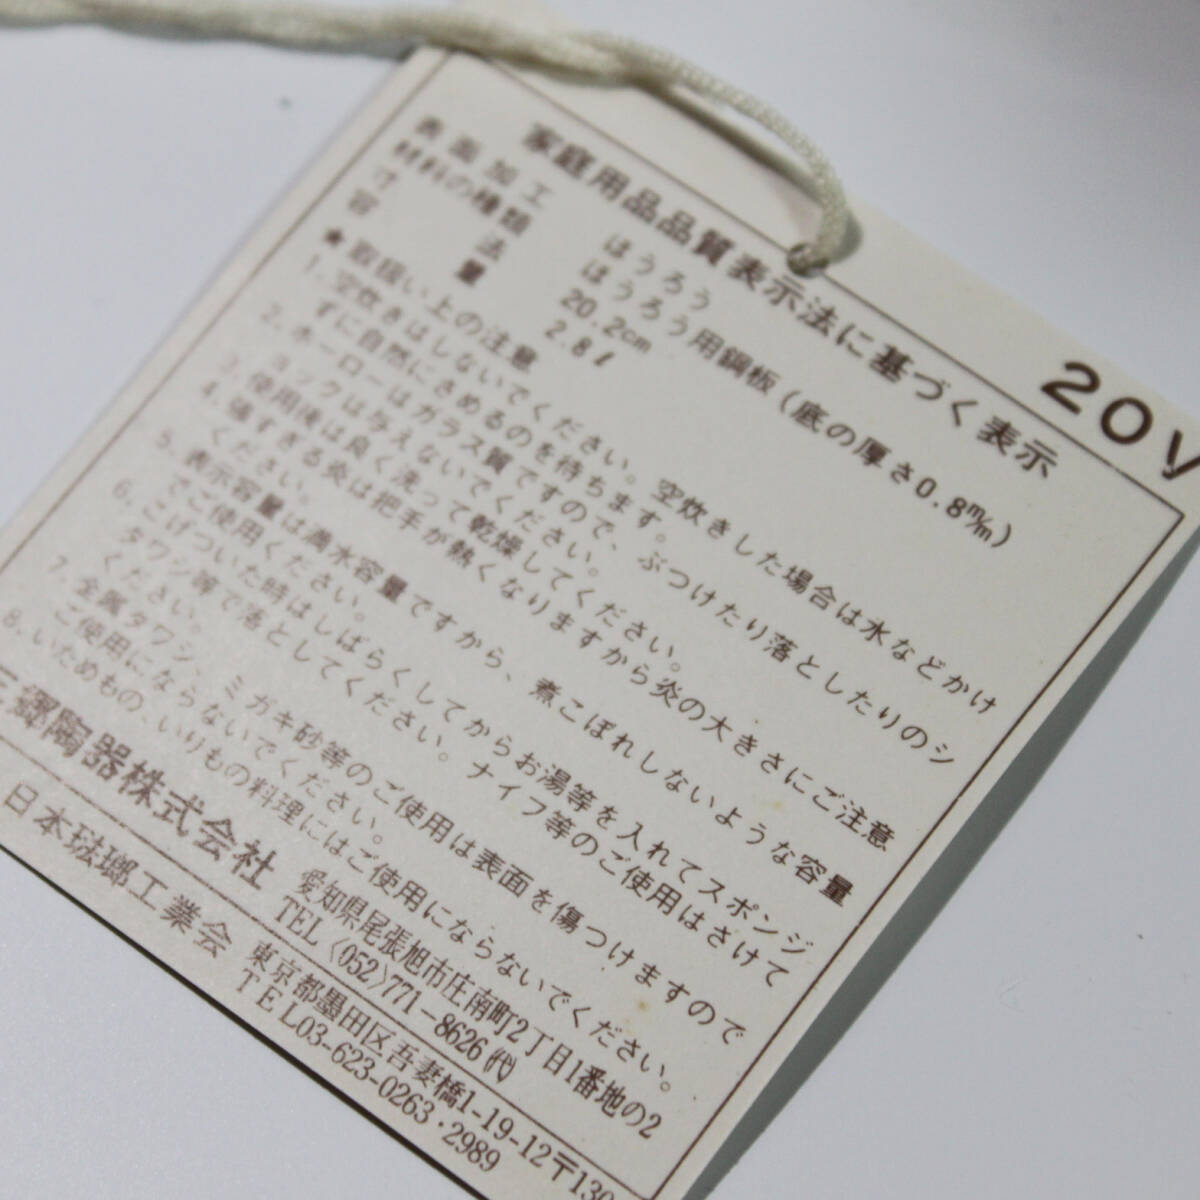 20V
家庭用品品質表示法に基づく表示
表面加工 ほうろう
材料の種類 ほうろう用鋼板(底の厚さ0.8㎜)
寸法 20.2cm
容量 2.8ℓ
★取扱い上の注意
1. 空炊きはしないでください。空炊きした場合は水などかけ
ずに自然にさめるのを待ちます。
2. ホーローはガラス質ですので、ぶつけたり落としたりのシ
ョックは与えないでください。
3. 使用後は良く洗って乾燥してください。
4. 強すぎる炎は把手が熱くなりますから炎の大きさにご注意
ください。
5. 表示容量は満水容量ですから、煮こぼれしないような容量
でご使用ください。
6. こげついた時はしばらくしてからお湯等を入れてスポンジ
タワシ等で落としてください。ナイフ等のご使用はさけて
ください。
7. 金属タワシ、ミガキ砂等のご使用は表面を傷つけますので
ご使用にならないでください。
8. いためもの、いりもの料理にはご使用にならないでください。
三郷陶器株式会社 愛知県尾張旭市庄南町2丁目1番地の2
TEL〈052〉771-8626㈹
日本琺瑯工業会 東京都墨田区吾妻橋1-19-12〒130
TEL03-623-0263・2989